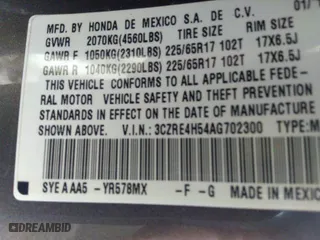 MFD. BY HONDA DE MEXICO S.A. DE C.V. 01/
GVWR 2070KG(4560LBS) TIRE SIZE RIM SIZE
GAWR F 1050KG(2310LBS) 225/65R17 102T 17X6.5J
GAWR R 1040KG(2290LBS) 225/65R17 102T 17X6.5J
THIS VEHICLE CONFORMS TO ALL APPLICABLE FEDE-
RAL MOTOR VEHICLE SAFETY AND THEFT PREVENTION
STANDARDS IN EFFECT ON THE DATE OF MANUFACTURE
SHOWN ABOVE. V.I.N.: 3CZRE4H54AG702300 TYPE:M
SYE A AA5 -YR578MX -F -G MADE IN MEXIC